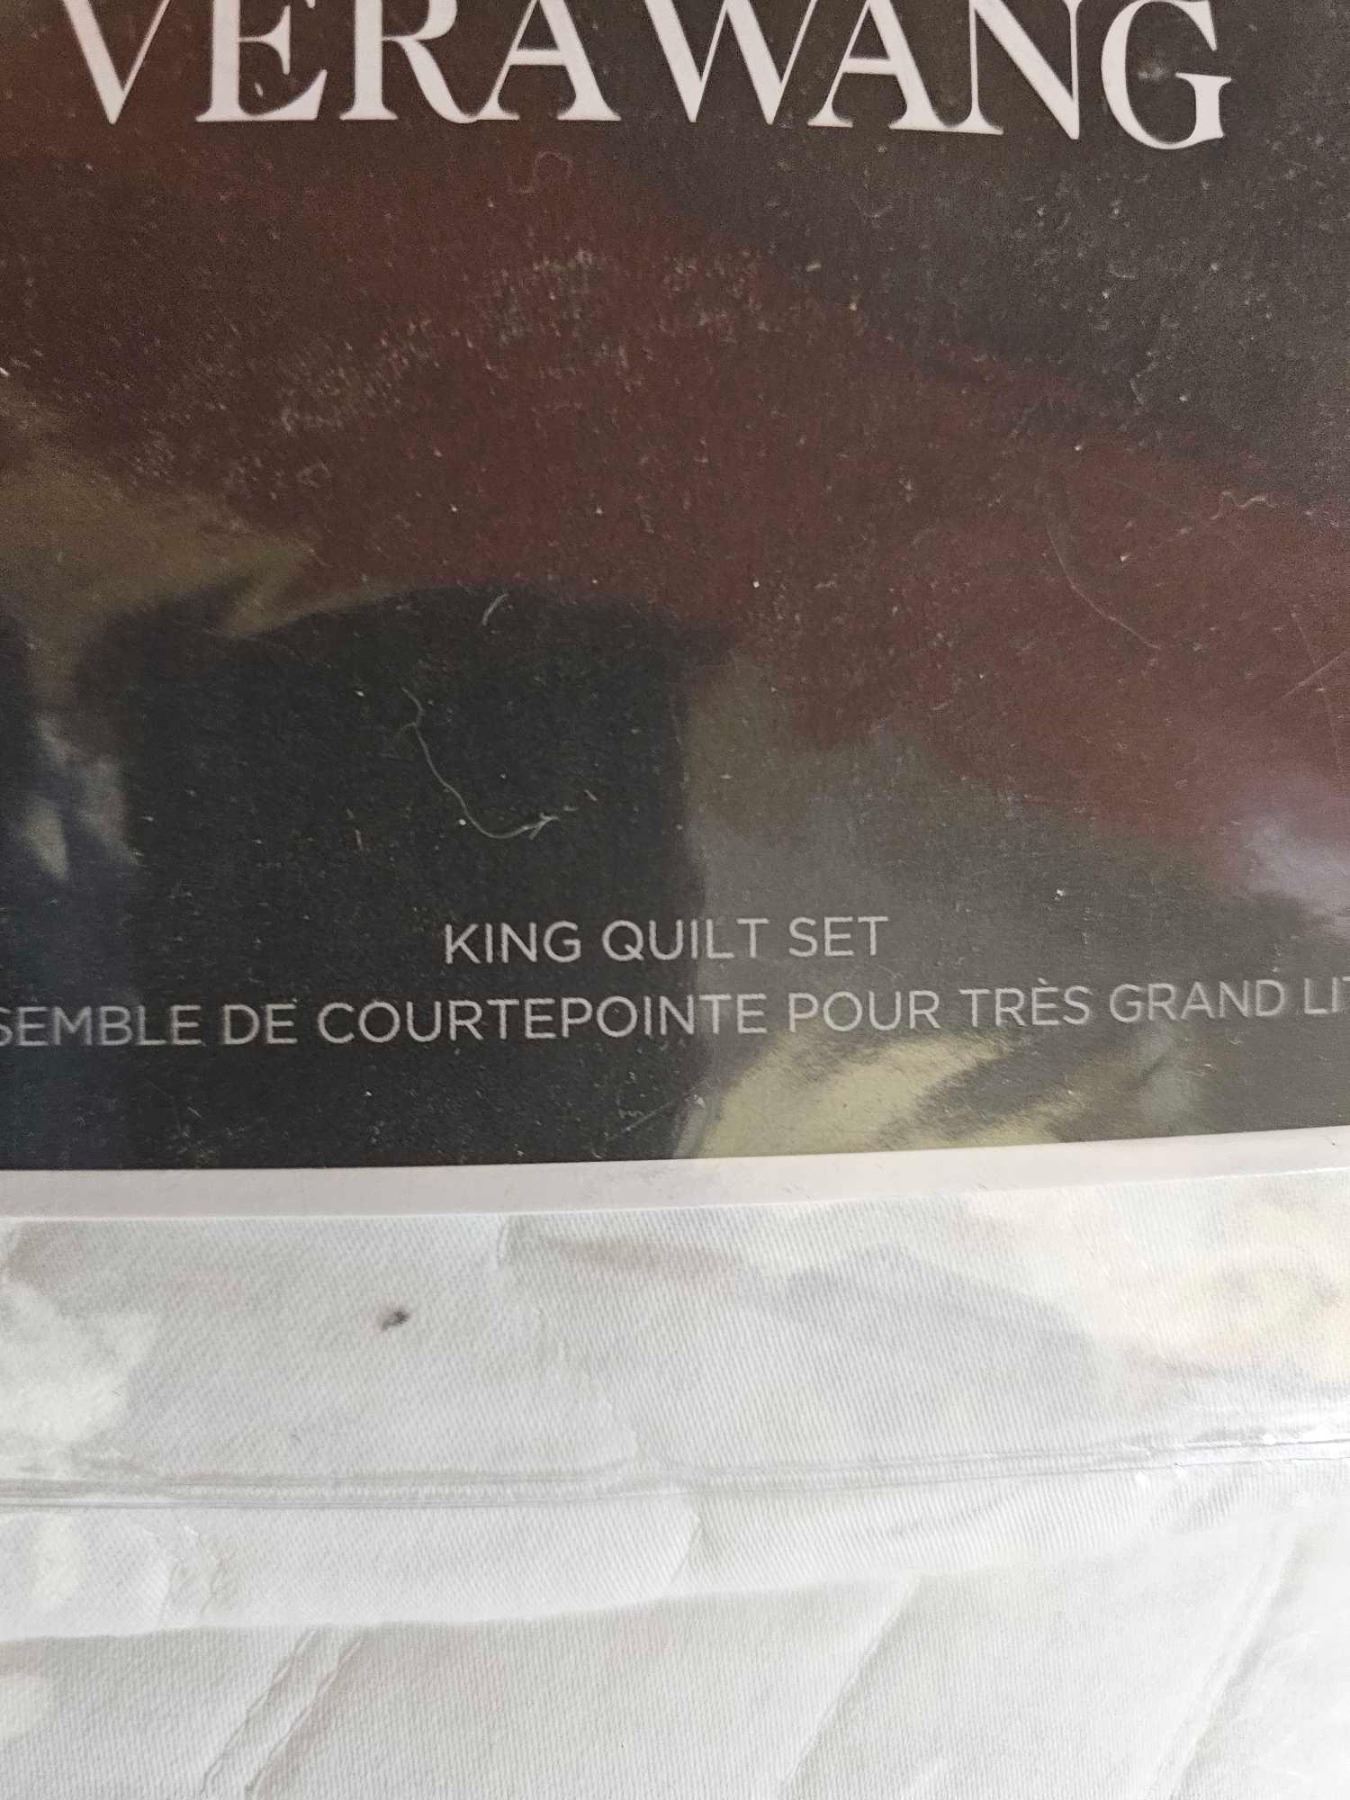 VERA WANG
KING QUILT SET
SEMBLE DE COURTEPOINTE POUR TRÈS GRAND LIT